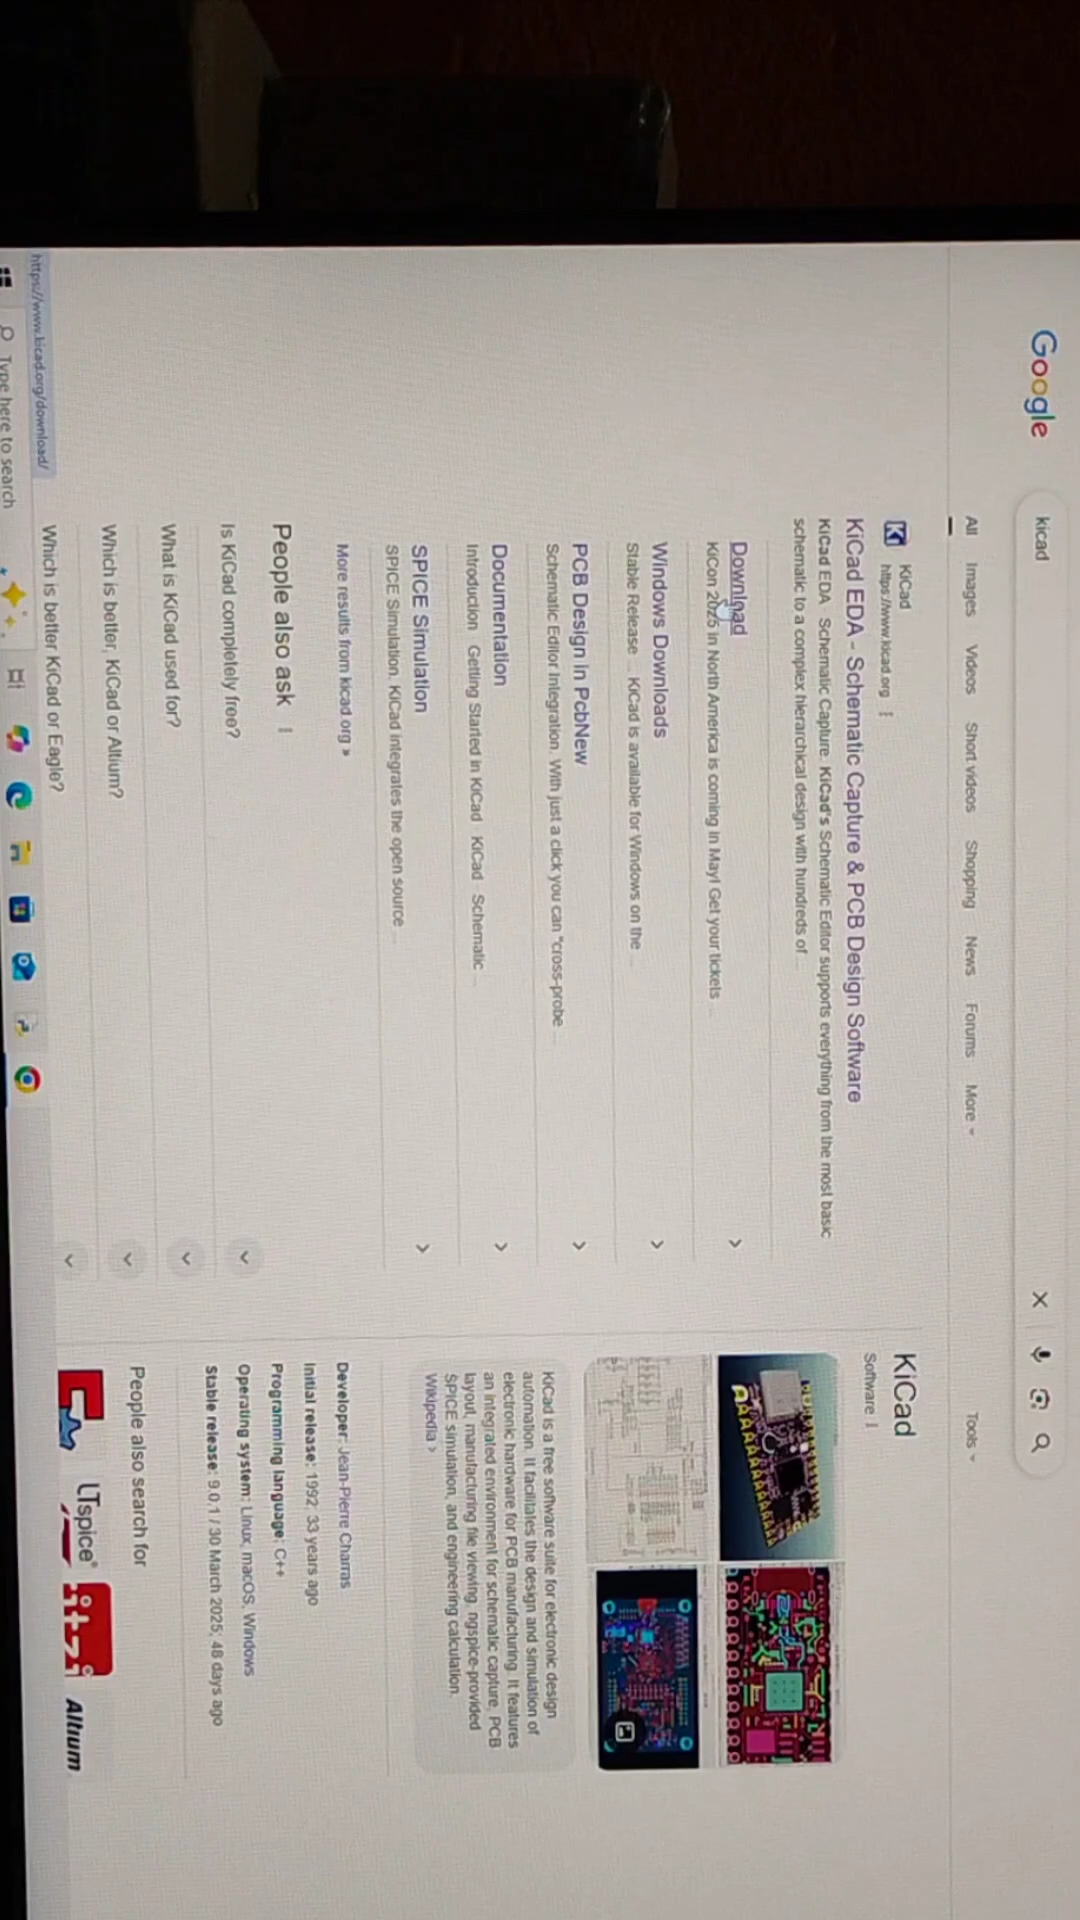 Google
kicad
All Images Videos Short videos Shopping News Forums More Tools
KiCad
https://www.kicad.org
KiCad EDA - Schematic Capture & PCB Design Software
KiCad EDA Schematic Capture. KiCad's Schematic Editor supports everything from the most basic
schematic to a complex hierarchical design with hundreds of ...
Download
KiCon 2025 in North America is coming in May! Get your tickets ...
Windows Downloads
Stable Release ... KiCad is available for Windows on the ...
PCB Design in PcbNew
Schematic Editor Integration. With just a click you can "cross-probe ...
Documentation
Introduction Getting Started in KiCad KiCad Schematic ...
SPICE Simulation
SPICE Simulation. KiCad integrates the open source ...
More results from kicad.org »
People also ask
Is KiCad completely free?
What is KiCad used for?
Which is better, KiCad or Altium?
Which is better KiCad or Eagle?
KiCad
Software
KiCad is a free software suite for electronic design
automation. It facilitates the design and simulation of
electronic hardware for PCB manufacturing. It features
an integrated environment for schematic capture, PCB
layout, manufacturing file viewing, ngspice-provided
SPICE simulation, and engineering calculation.
Wikipedia >
Developer: Jean-Pierre Charras
Initial release: 1992; 33 years ago
Programming language: C++
Operating system: Linux, macOS, Windows
Stable release: 9.0.1 / 30 March 2025; 48 days ago
People also search for
LTspice®
Altium
https://www.kicad.org/download/
Type here to search